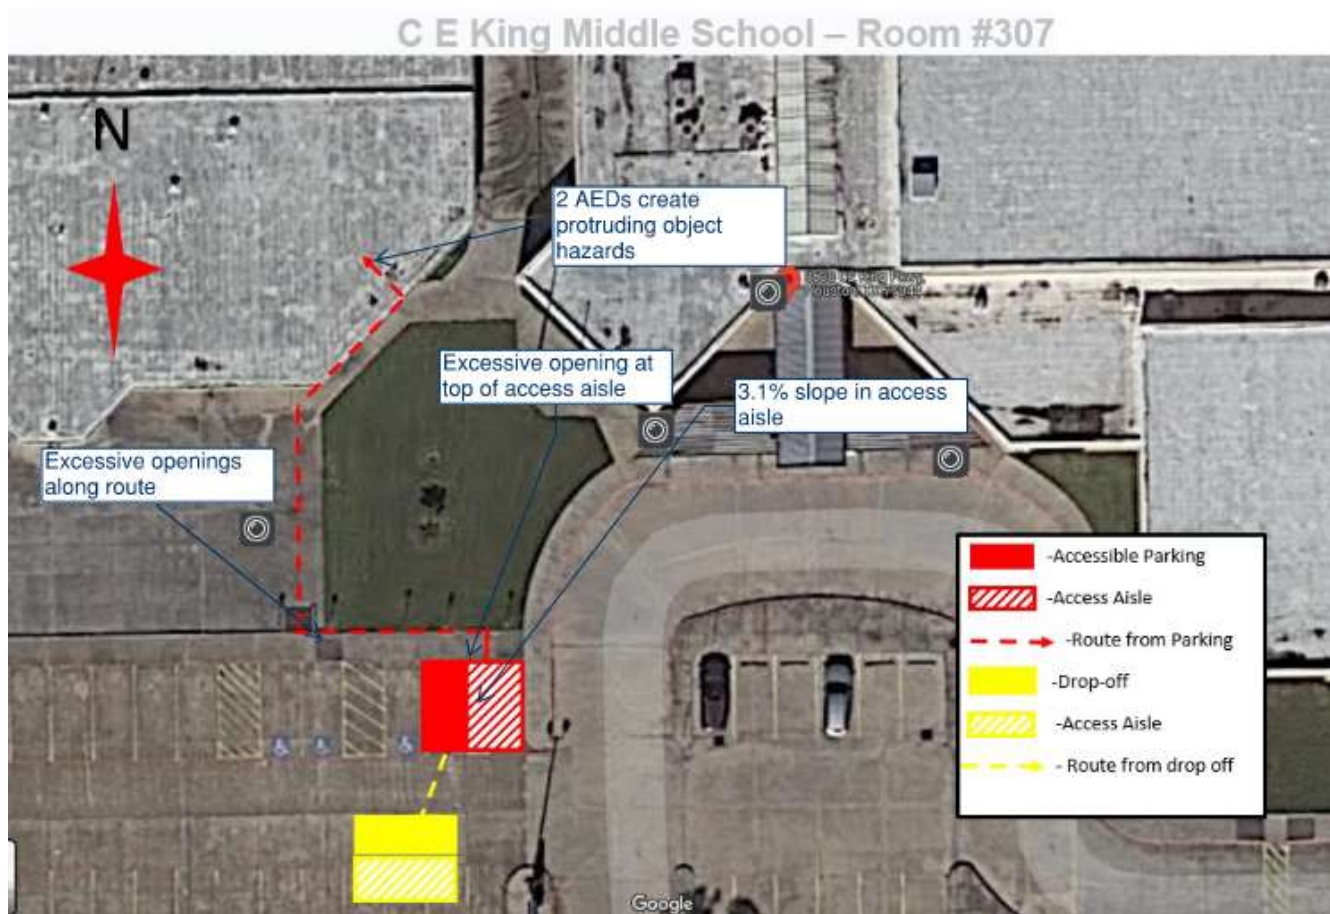 C E King Middle School – Room #307
N
2 AEDs create
protruding object
hazards
Excessive opening at
top of access aisle
3.1% slope in access
aisle
Excessive openings
along route
-Accessible Parking
-Access Aisle
-Route from Parking
-Drop-off
-Access Aisle
- Route from drop off
Google